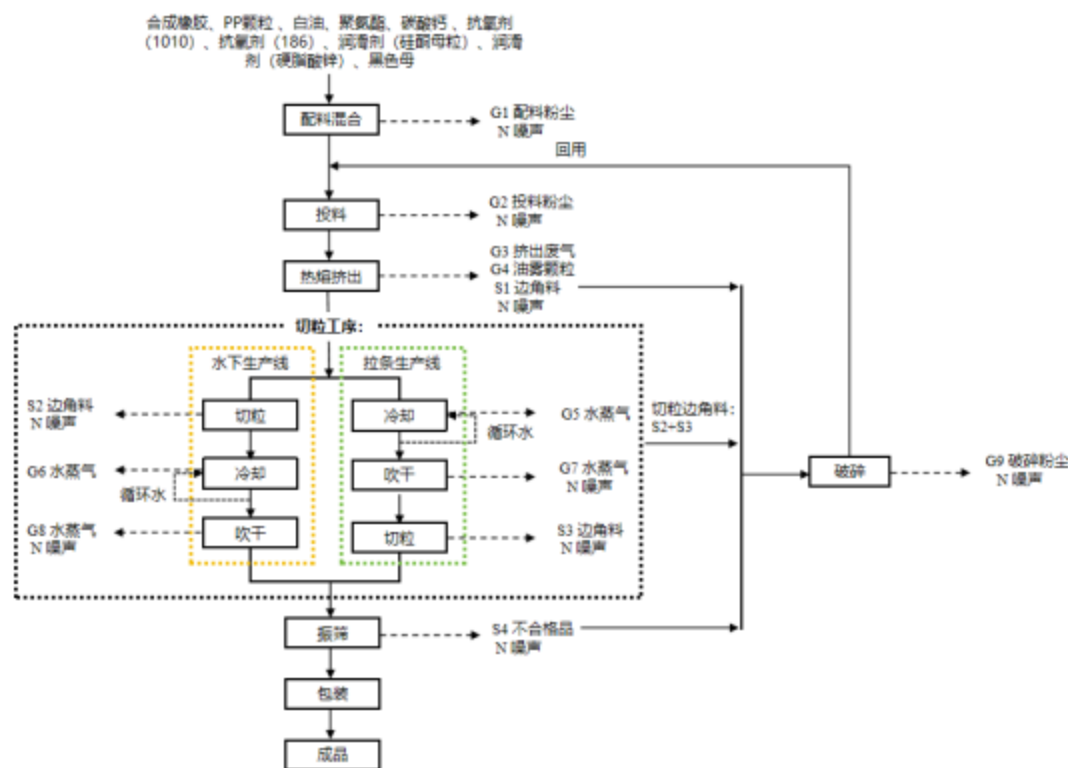 合成橡胶、PP颗粒、白油、聚氨酯、碳酸钙、抗氧剂
（1010）、抗氧剂（186）、润滑剂（硅酮母粒）、润滑
剂（硬脂酸锌）、黑色母
配料混合
G1 配料粉尘
N 噪声
回用
投料
G2 投料粉尘
N 噪声
热熔挤出
G3 挤出废气
G4 油雾颗粒
S1 边角料
N 噪声
切粒工序：
水下生产线
拉条生产线
S2 边角料
N 噪声
切粒
冷却
G5 水蒸气
循环水
切粒边角料：
S2+S3
G6 水蒸气
冷却
循环水
吹干
G7 水蒸气
N 噪声
破碎
G9 破碎粉尘
N 噪声
G8 水蒸气
N 噪声
吹干
切粒
S3 边角料
N 噪声
振筛
S4 不合格品
N 噪声
包装
成品